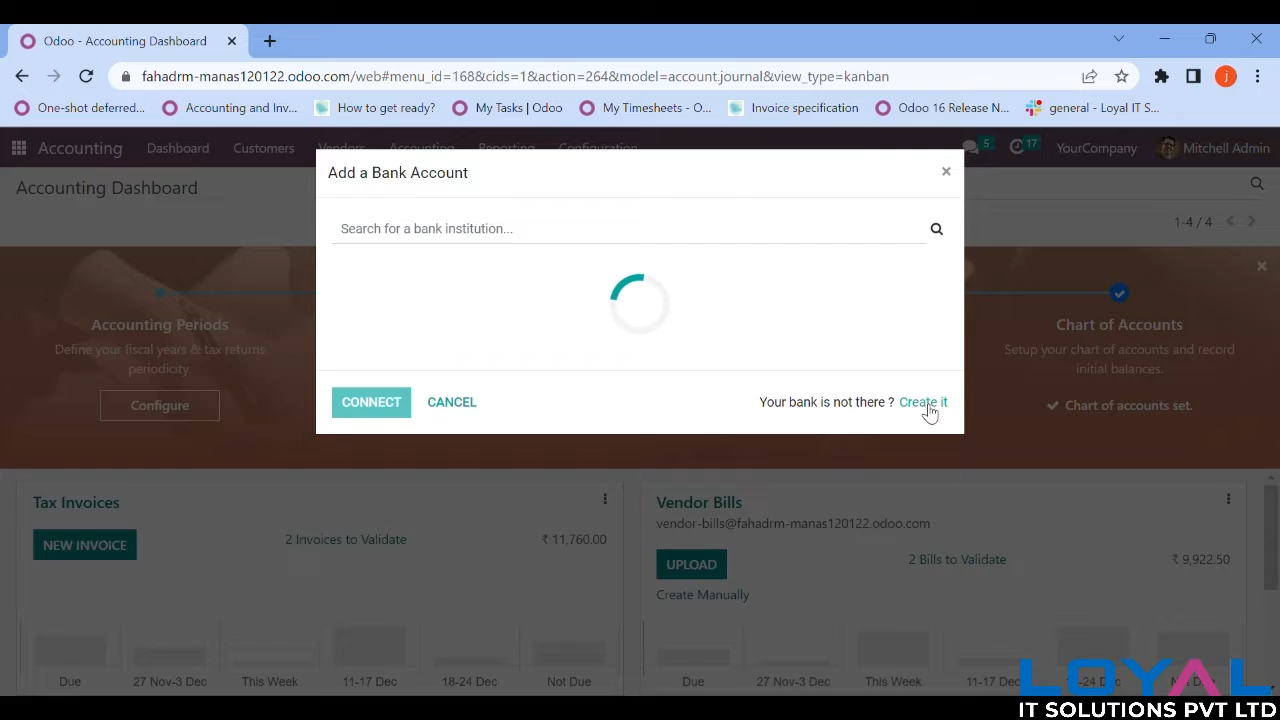 Odoo - Accounting Dashboard
fahadrm-manas120122.odoo.com/web#menu_id=168&cids=1&action=264&model=account.journal&view_type=kanban
j
One-shot deferred... Accounting and Inv... How to get ready? My Tasks | Odoo My Timesheets - O... Invoice specification Odoo 16 Release N... general - Loyal IT S...
Accounting Dashboard Customers Vendors Accounting Reporting Configuration 5 17 YourCompany Mitchell Admin
Accounting Dashboard
1-4 / 4
Add a Bank Account
Search for a bank institution...
CONNECT CANCEL Your bank is not there ? Create it
Accounting Periods
Define your fiscal years & tax returns
periodicity.
Configure
Chart of Accounts
Setup your chart of accounts and record
initial balances.
Chart of accounts set.
Tax Invoices
NEW INVOICE 2 Invoices to Validate ₹ 11,760.00
Due 27 Nov-3 Dec This Week 11-17 Dec 18-24 Dec Not Due
Vendor Bills
vendor-bills@fahadrm-manas120122.odoo.com
UPLOAD 2 Bills to Validate ₹ 9,922.50
Create Manually
Due 27 Nov-3 Dec This Week 11-17 Dec
LOYAL
IT SOLUTIONS PVT LTD